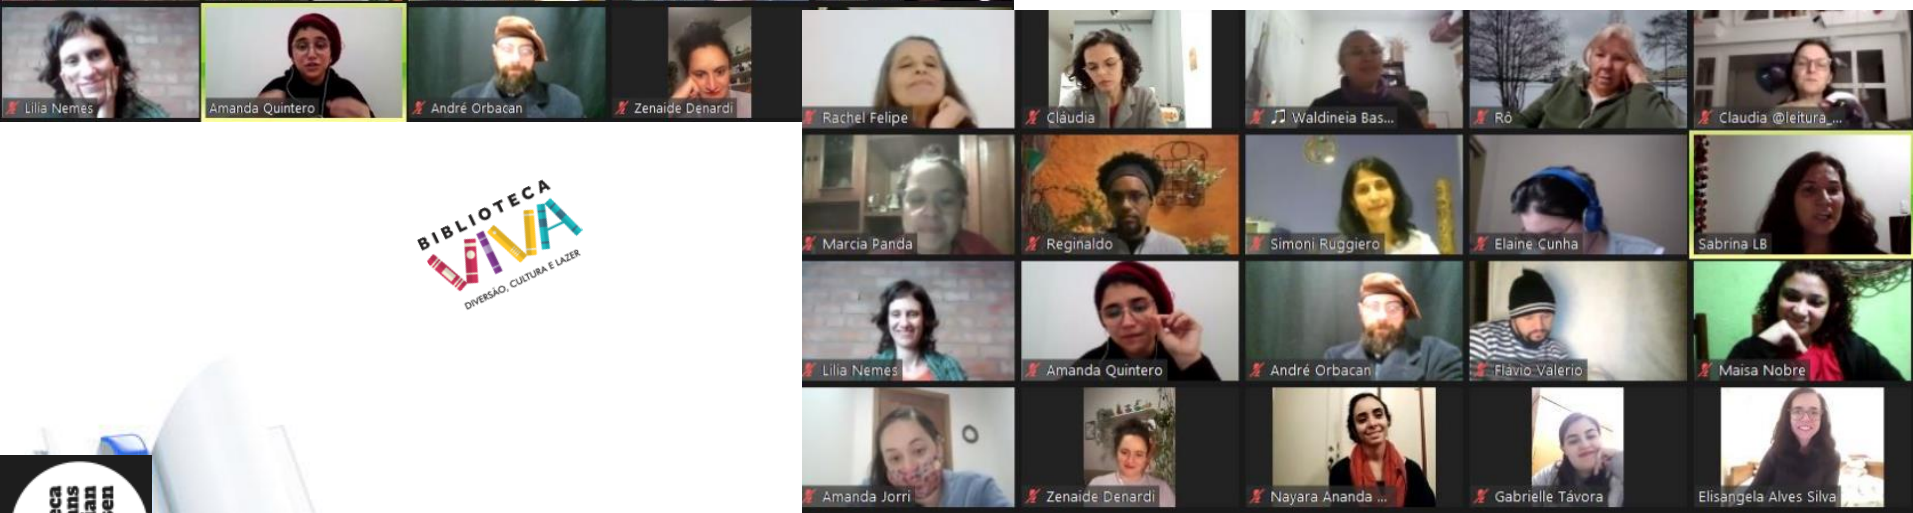 Lilia Nemes
Amanda Quintero
André Orbacan
Zenaide Denardi
BIBLIOTECA
VIVA
DIVERSÃO, CULTURA E LAZER
Rachel Felipe
Cláudia
Waldineia Bas...
Rô
Claudia @leitura_...
Marcia Panda
Reginaldo
Simoni Ruggiero
Elaine Cunha
Sabrina LB
Lilia Nemes
Amanda Quintero
André Orbacan
Flávio Valerio
Maisa Nobre
Amanda Jorri
Zenaide Denardi
Nayara Ananda ...
Gabrielle Távora
Elisangela Alves Silva